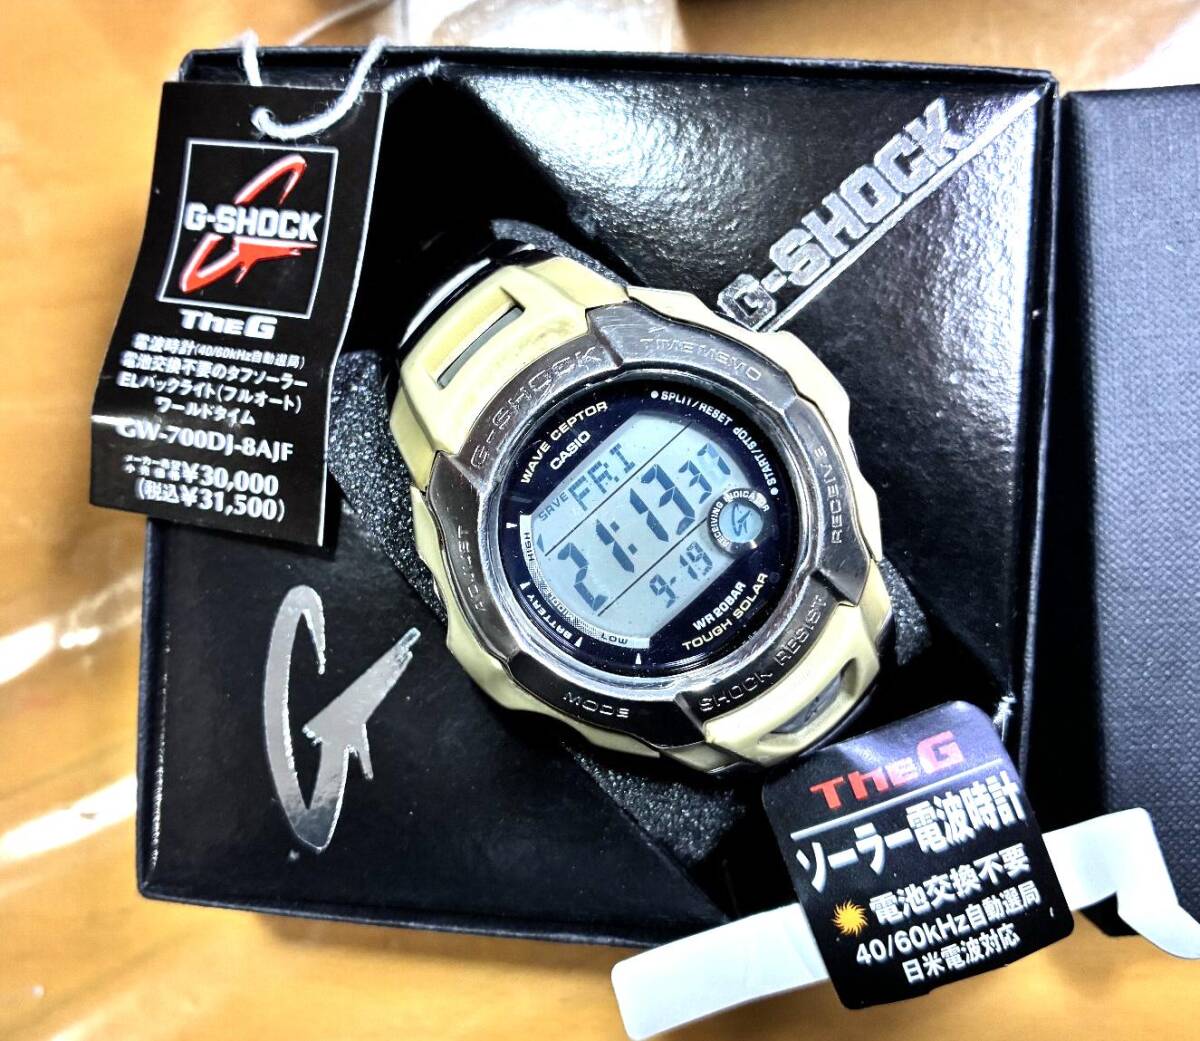 G-SHOCK
The G
電波時計(40/60kHz自動選局)
電池交換不要のタフソーラー
ELバックライト(フルオート)
ワールドタイム
GW-700DJ-8AJF
¥30,000
(税込¥31,500)
G-SHOCK
G-SHOCK
TIME MEMO
ADJUST
RECEIVE
300W
SHOCK RESIST
WAVE CEPTOR
CASIO
SPLIT/RESET
START/STOP
SAVE FRI
21:13 37
9-19
RECEIVING INDICATOR
HIGH
MIDDLE
LOW
BATTERY
WR20BAR
TOUGH SOLAR
The G
ソーラー電波時計
電池交換不要
40/60kHz自動選局
日米電波対応